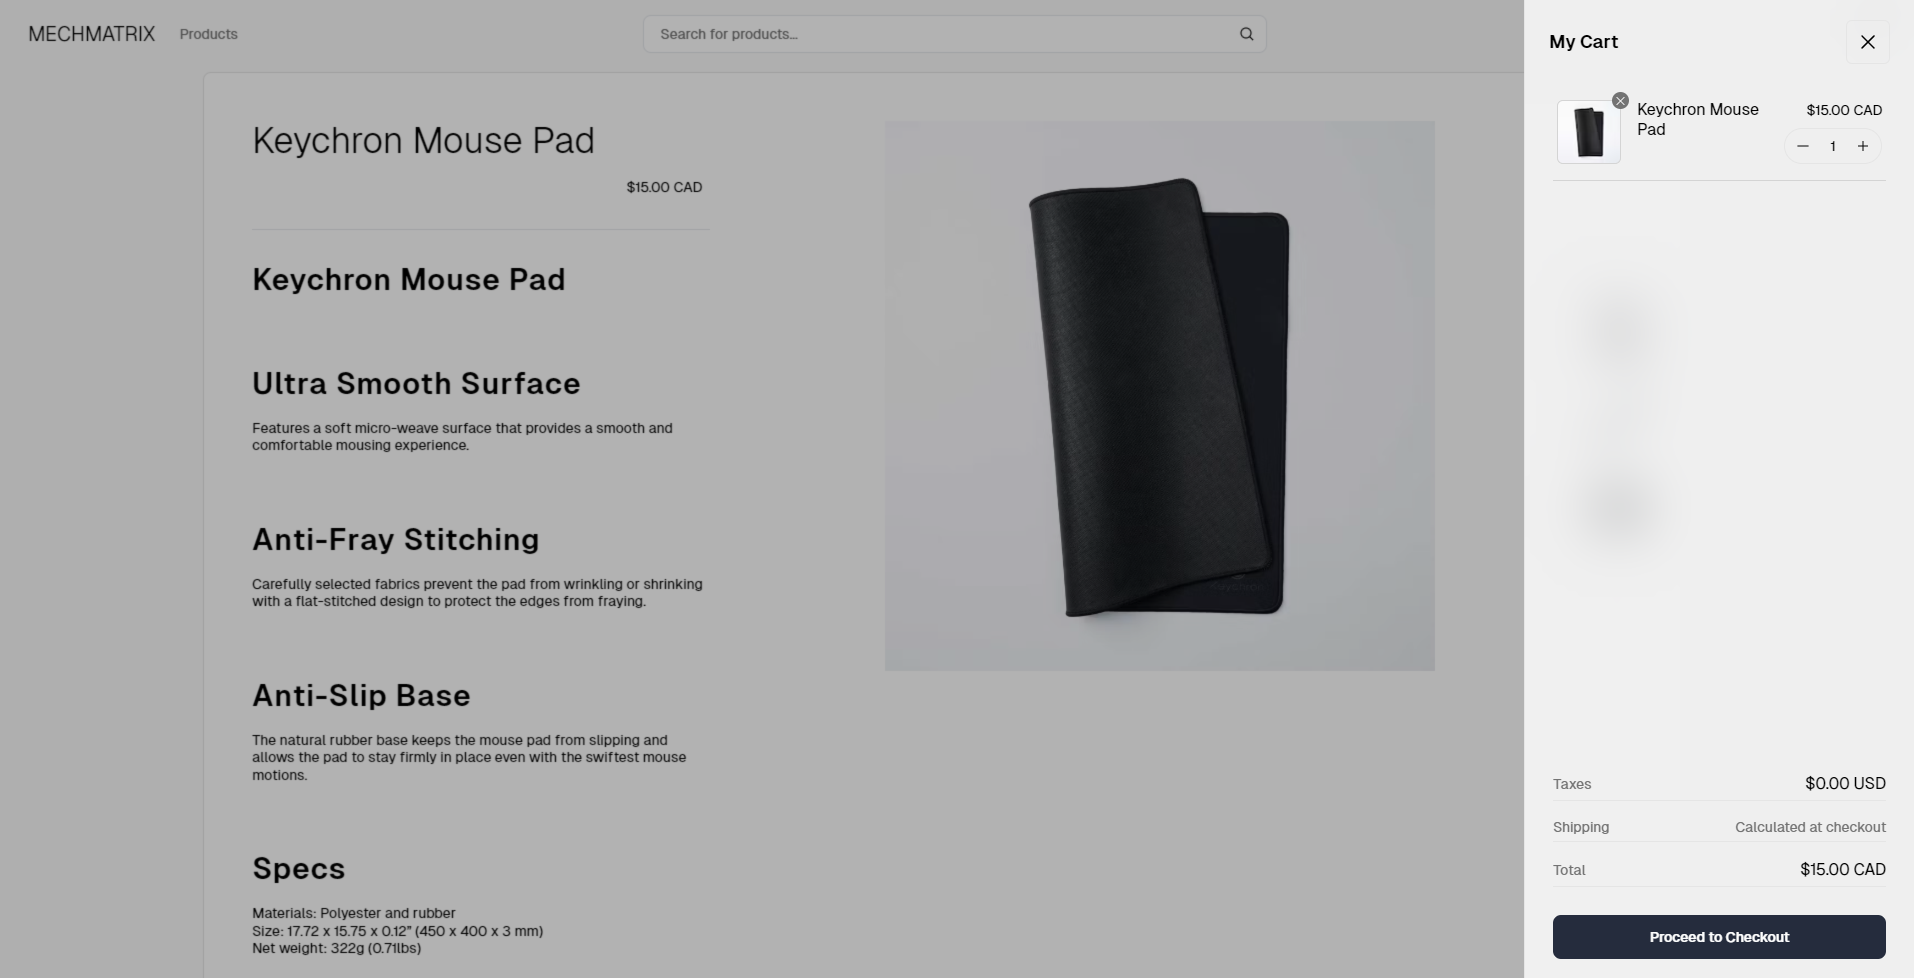 MECHMATRIX
Products
Search for products...
Keychron Mouse Pad
$15.00 CAD
Keychron Mouse Pad
Ultra Smooth Surface
Features a soft micro-weave surface that provides a smooth and
comfortable mousing experience.
Anti-Fray Stitching
Carefully selected fabrics prevent the pad from wrinkling or shrinking
with a flat-stitched design to protect the edges from fraying.
Anti-Slip Base
The natural rubber base keeps the mouse pad from slipping and
allows the pad to stay firmly in place even with the swiftest mouse
motions.
Specs
Materials: Polyester and rubber
Size: 17.72 x 15.75 x 0.12” (450 x 400 x 3 mm)
Net weight: 322g (0.71lbs)
My Cart
Keychron Mouse
Pad
$15.00 CAD
1
Taxes
$0.00 USD
Shipping
Calculated at checkout
Total
$15.00 CAD
Proceed to Checkout